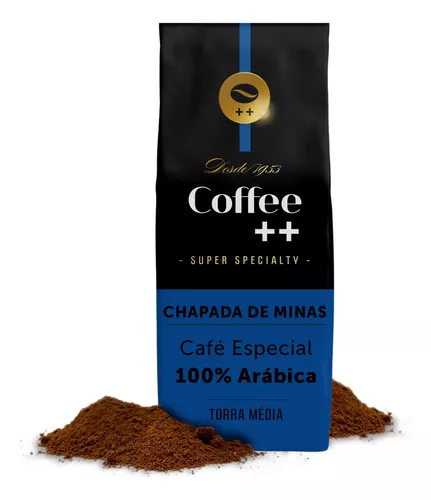 ++
Desde 1953
Coffee
++
- SUPER SPECIALTY -
CHAPADA DE MINAS
Café Especial
100% Arábica
TORRA MÉDIA